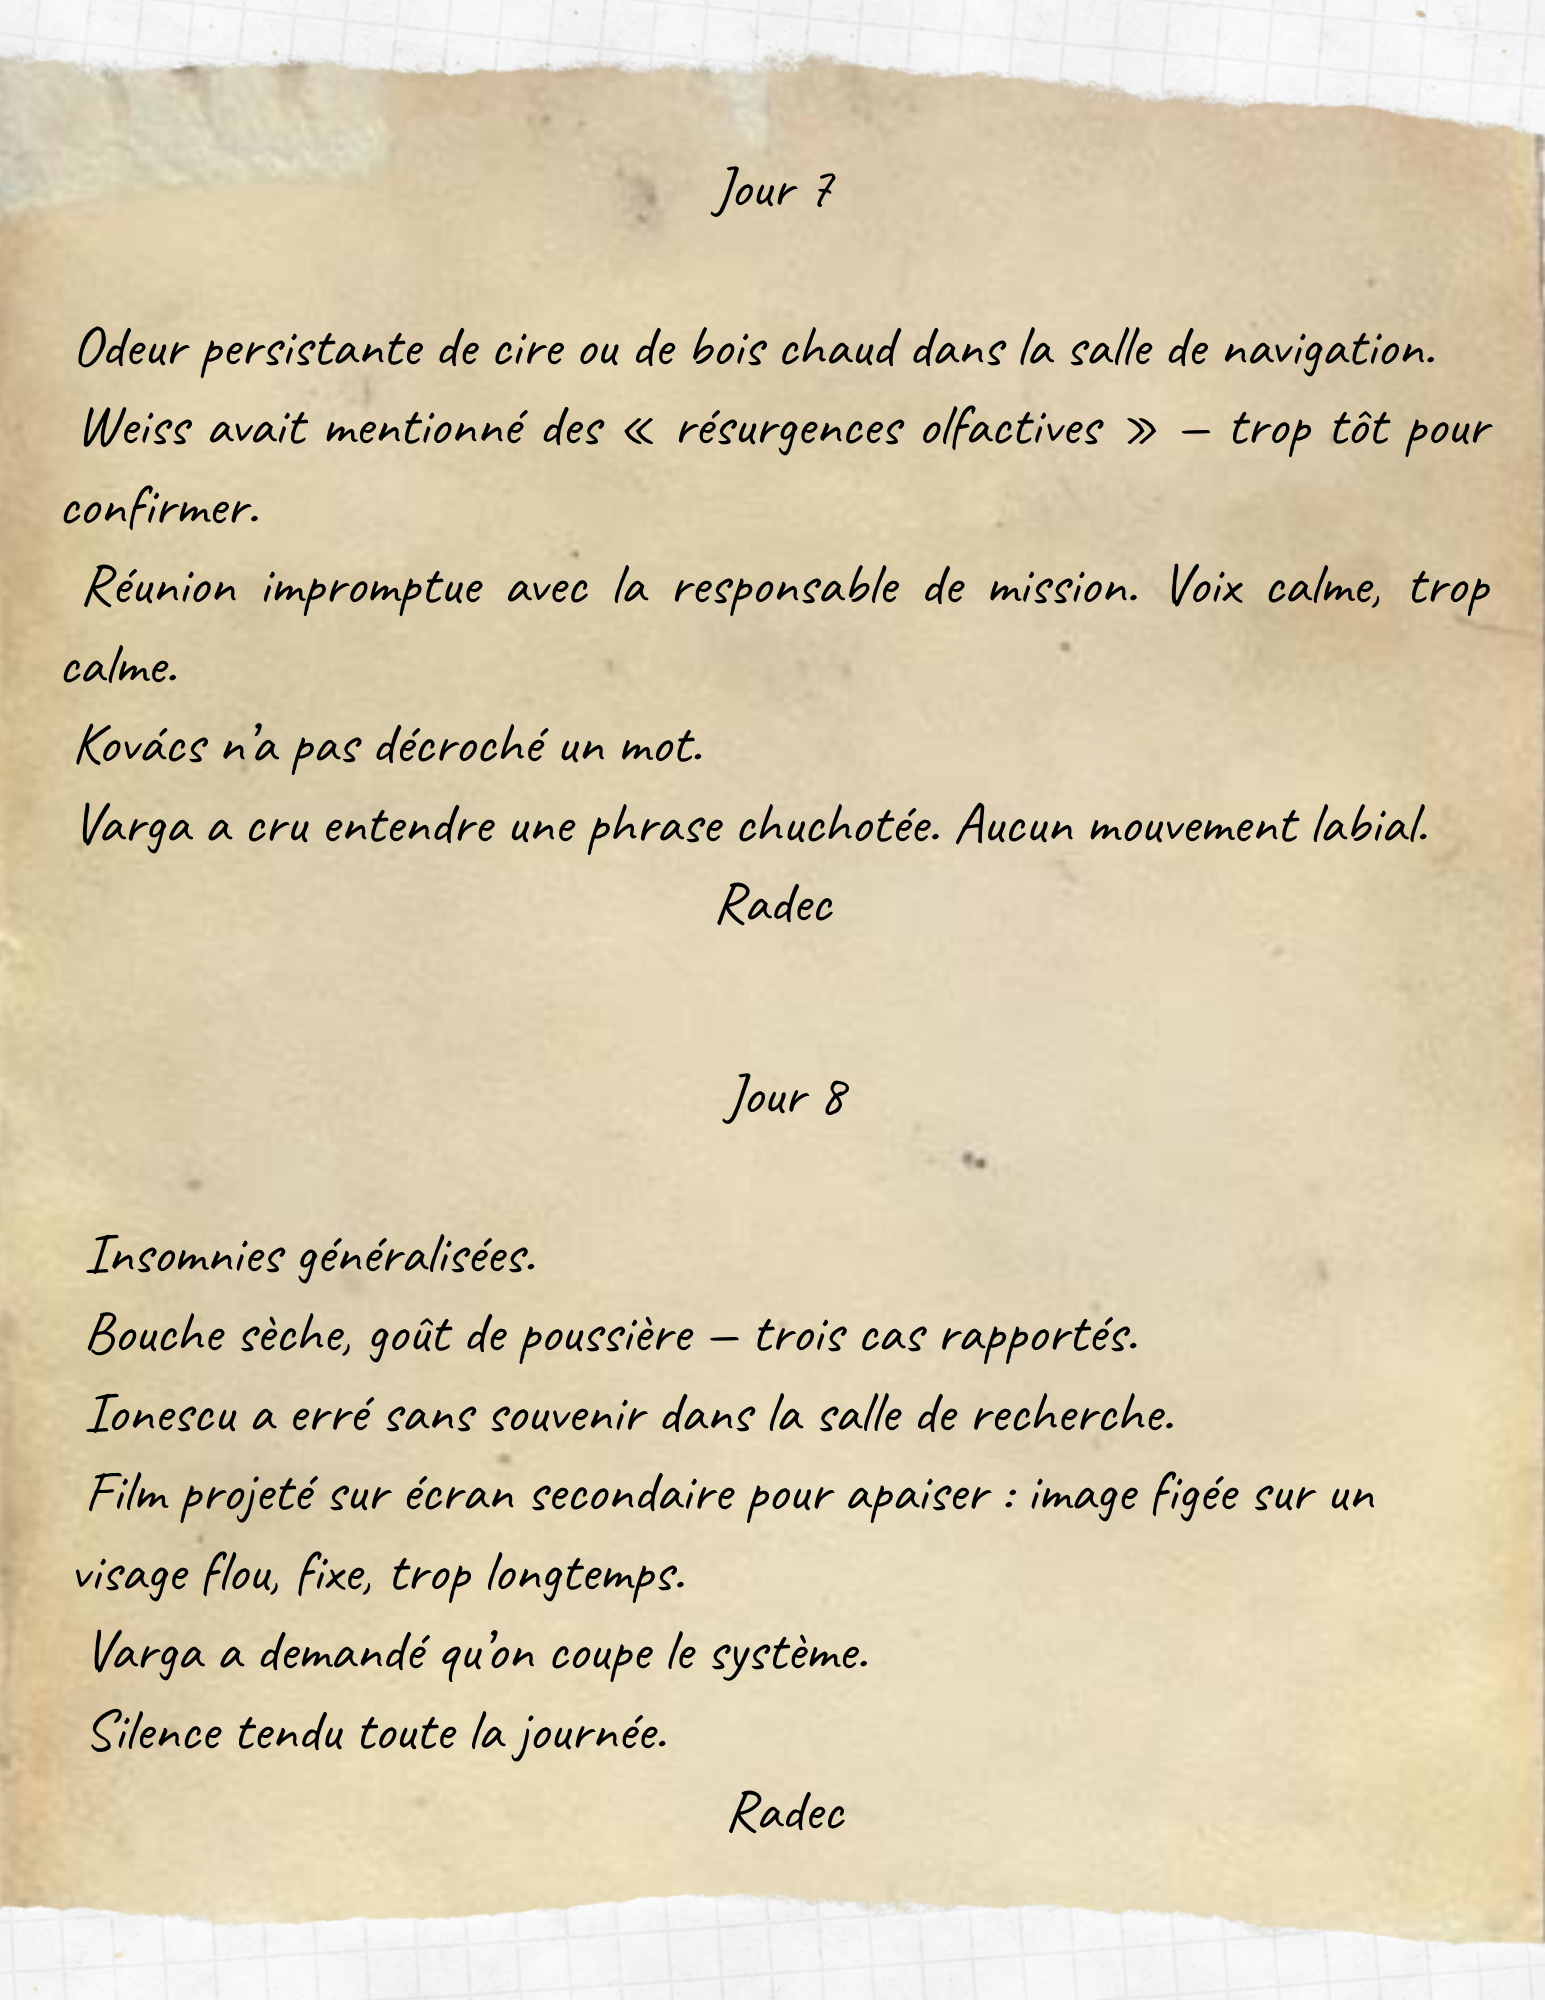 Jour 7
Odeur persistante de cire ou de bois chaud dans la salle de navigation.
Weiss avait mentionné des « résurgences olfactives » – trop tôt pour
confirmer.
Réunion impromptue avec la responsable de mission. Voix calme, trop
calme.
Kovács n’a pas décroché un mot.
Varga a cru entendre une phrase chuchotée. Aucun mouvement labial.
Radec
Jour 8
Insomnies généralisées.
Bouche sèche, goût de poussière – trois cas rapportés.
Ionescu a erré sans souvenir dans la salle de recherche.
Film projeté sur écran secondaire pour apaiser : image figée sur un
visage flou, fixe, trop longtemps.
Varga a demandé qu’on coupe le système.
Silence tendu toute la journée.
Radec